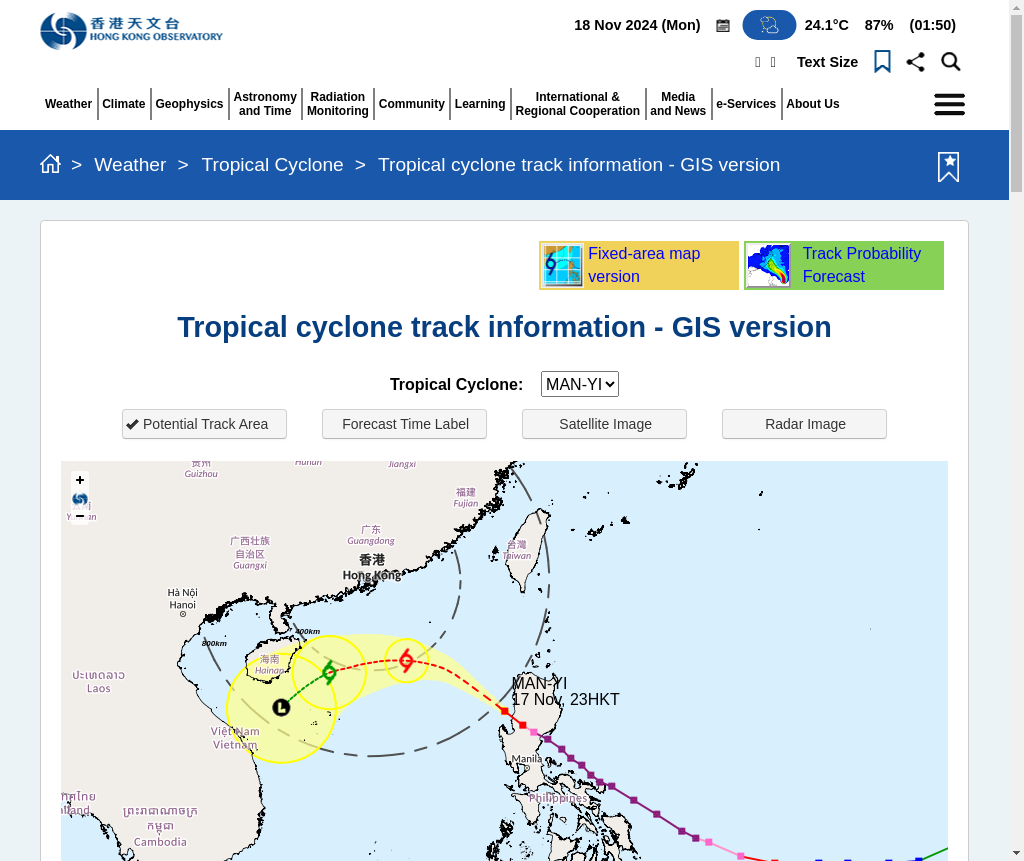 香港天文台
HONG KONG OBSERVATORY
18 Nov 2024 (Mon) 24.1°C 87% (01:50)
Text Size
Weather
Climate
Geophysics
Astronomy
and Time
Radiation
Monitoring
Community
Learning
International &
Regional Cooperation
Media
and News
e-Services
About Us
> Weather > Tropical Cyclone > Tropical cyclone track information - GIS version
Fixed-area map
version
Track Probability
Forecast
Tropical cyclone track information - GIS version
Tropical Cyclone: MAN-YI
Potential Track Area
Forecast Time Label
Satellite Image
Radar Image
+
−
贵州
Guizhou
Hunan
Jiangxi
福建
Fujian
台灣
Taiwan
广西壮族
自治区
Guangxi
广东
Guangdong
香港
Hong Kong
Hà Nội
Hanoi
400km
800km
海南
Hainan
ປະເທດລາວ
Laos
MAN-YI
17 Nov, 23HKT
L
Việt Nam
Vietnam
Manila
Philippines
ព្រះរាជាណាចក្រ
កម្ពុជា
Cambodia